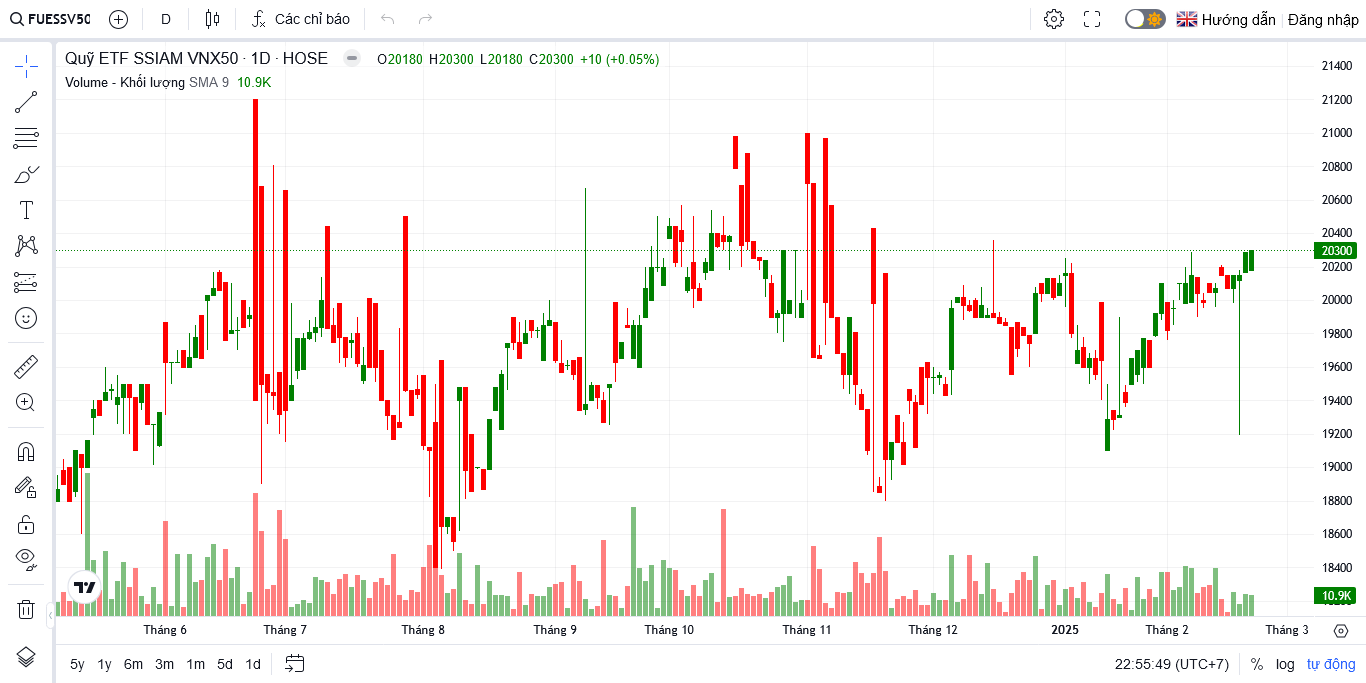 FUESSV50 D Các chỉ báo Hướng dẫn Đăng nhập
Quỹ ETF SSIAM VNX50 · 1D · HOSE O20180 H20300 L20180 C20300 +10 (+0.05%)
Volume - Khối lượng SMA 9 10.9K
21400
21200
21000
20800
20600
20400
20300
20200
20000
19800
19600
19400
19200
19000
18800
18600
18400
10.9K
Tháng 6 Tháng 7 Tháng 8 Tháng 9 Tháng 10 Tháng 11 Tháng 12 2025 Tháng 2 Tháng 3
5y 1y 6m 3m 1m 5d 1d 22:55:49 (UTC+7) % log tự động